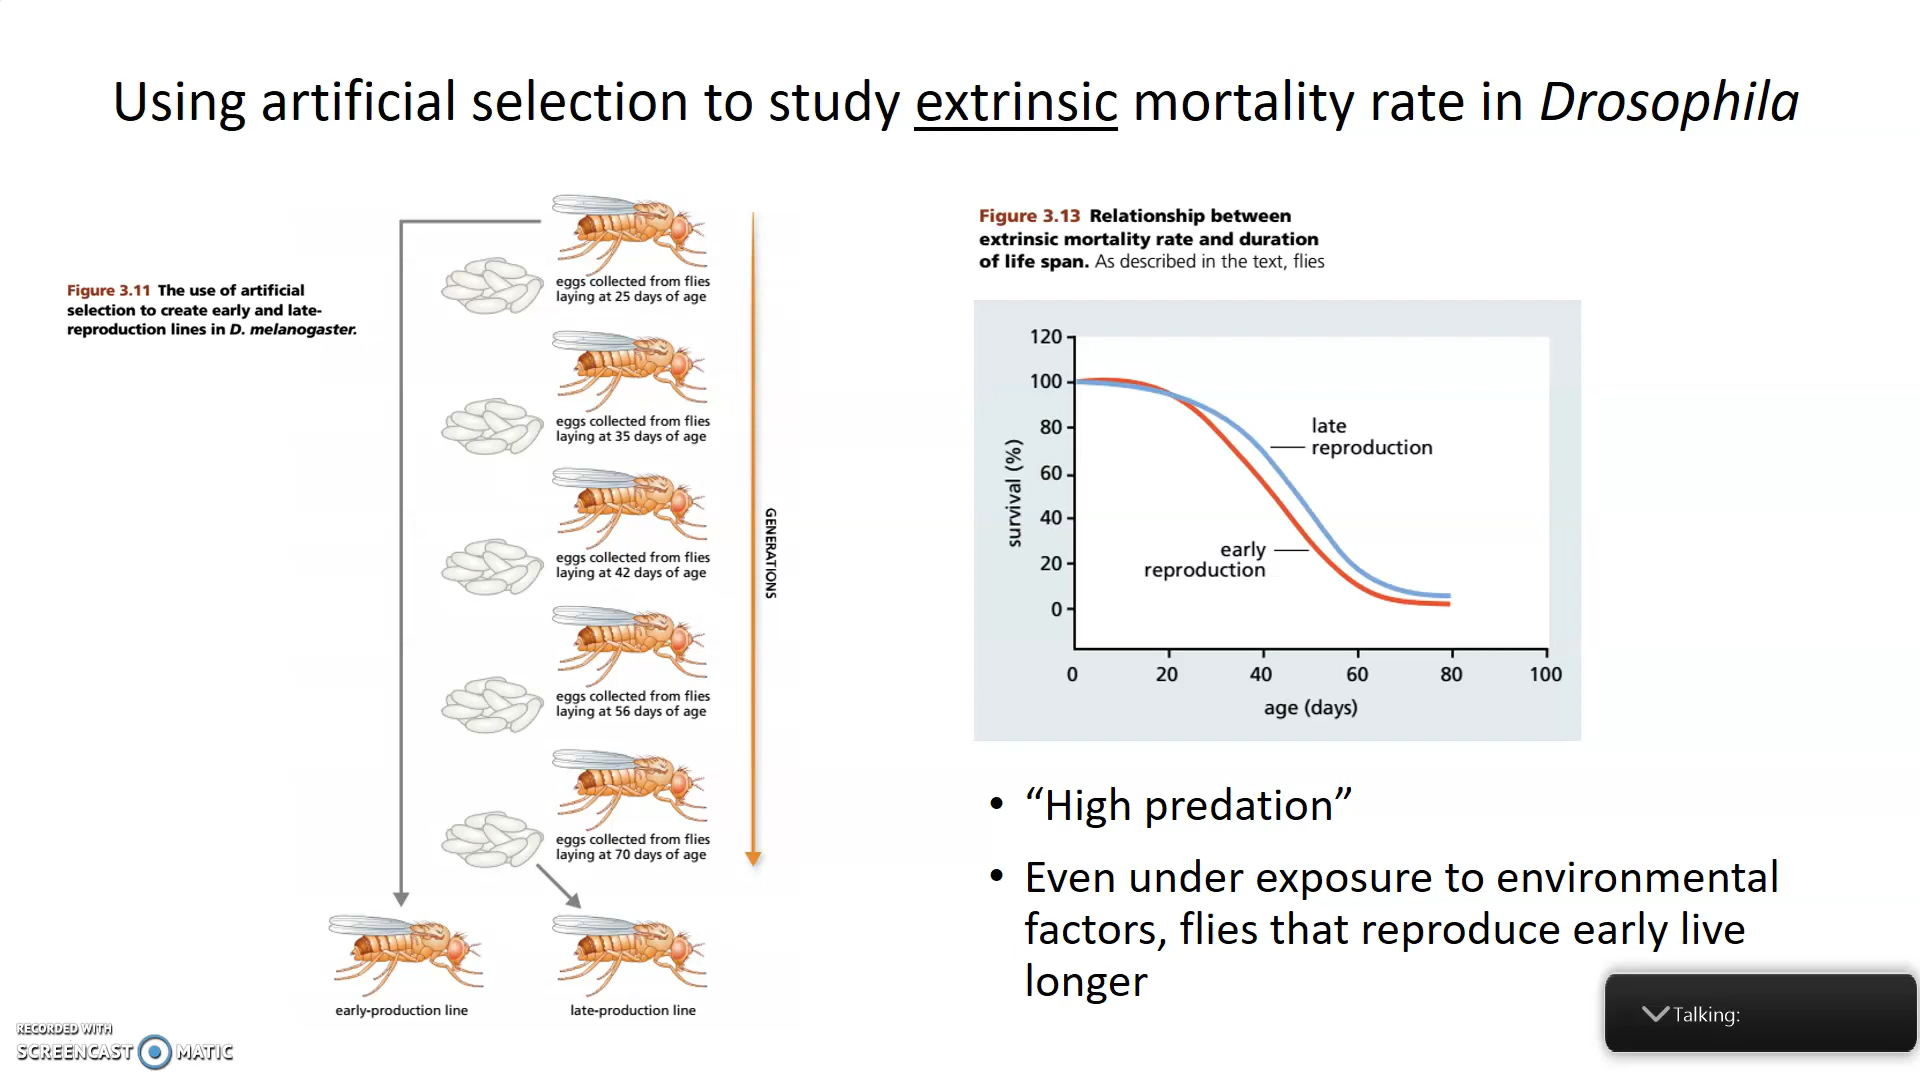 Using artificial selection to study extrinsic mortality rate in Drosophila
Figure 3.11 The use of artificial
selection to create early and late-
reproduction lines in D. melanogaster.
eggs collected from flies
laying at 25 days of age
eggs collected from flies
laying at 35 days of age
eggs collected from flies
laying at 42 days of age
eggs collected from flies
laying at 56 days of age
eggs collected from flies
laying at 70 days of age
GENERATIONS
early-production line
late-production line
Figure 3.13 Relationship between
extrinsic mortality rate and duration
of life span. As described in the text, flies
120
100
80
60
40
20
0
survival (%)
late
reproduction
early
reproduction
0 20 40 60 80 100
age (days)
• “High predation”
• Even under exposure to environmental
factors, flies that reproduce early live
longer
Talking:
RECORDED WITH
SCREENCAST MATIC